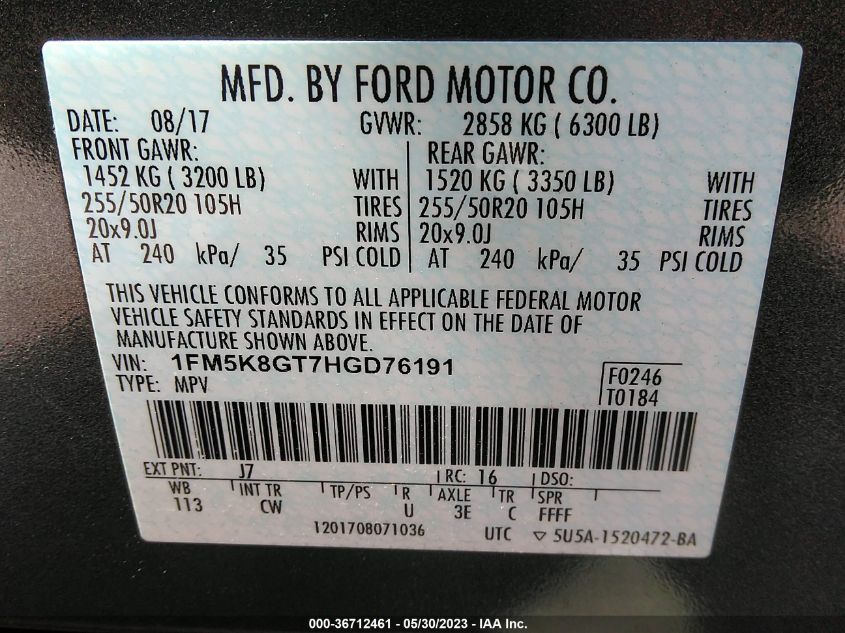 MFD. BY FORD MOTOR CO.
DATE: 08/17 GVWR: 2858 KG ( 6300 LB)
FRONT GAWR: REAR GAWR:
1452 KG ( 3200 LB) WITH 1520 KG ( 3350 LB) WITH
255/50R20 105H TIRES 255/50R20 105H TIRES
20x9.0J RIMS 20x9.0J RIMS
AT 240 kPa/ 35 PSI COLD AT 240 kPa/ 35 PSI COLD
THIS VEHICLE CONFORMS TO ALL APPLICABLE FEDERAL MOTOR
VEHICLE SAFETY STANDARDS IN EFFECT ON THE DATE OF
MANUFACTURE SHOWN ABOVE.
VIN: 1FM5K8GT7HGD76191
TYPE: MPV
F0246
T0184
EXT PNT: J7 RC: 16 DSO:
WB INT TR TP/PS R AXLE TR SPR
113 CW U 3E C FFFF
1201708071036 UTC ▽ 5U5A-1520472-BA
000-36712461 - 05/30/2023 - IAA Inc.